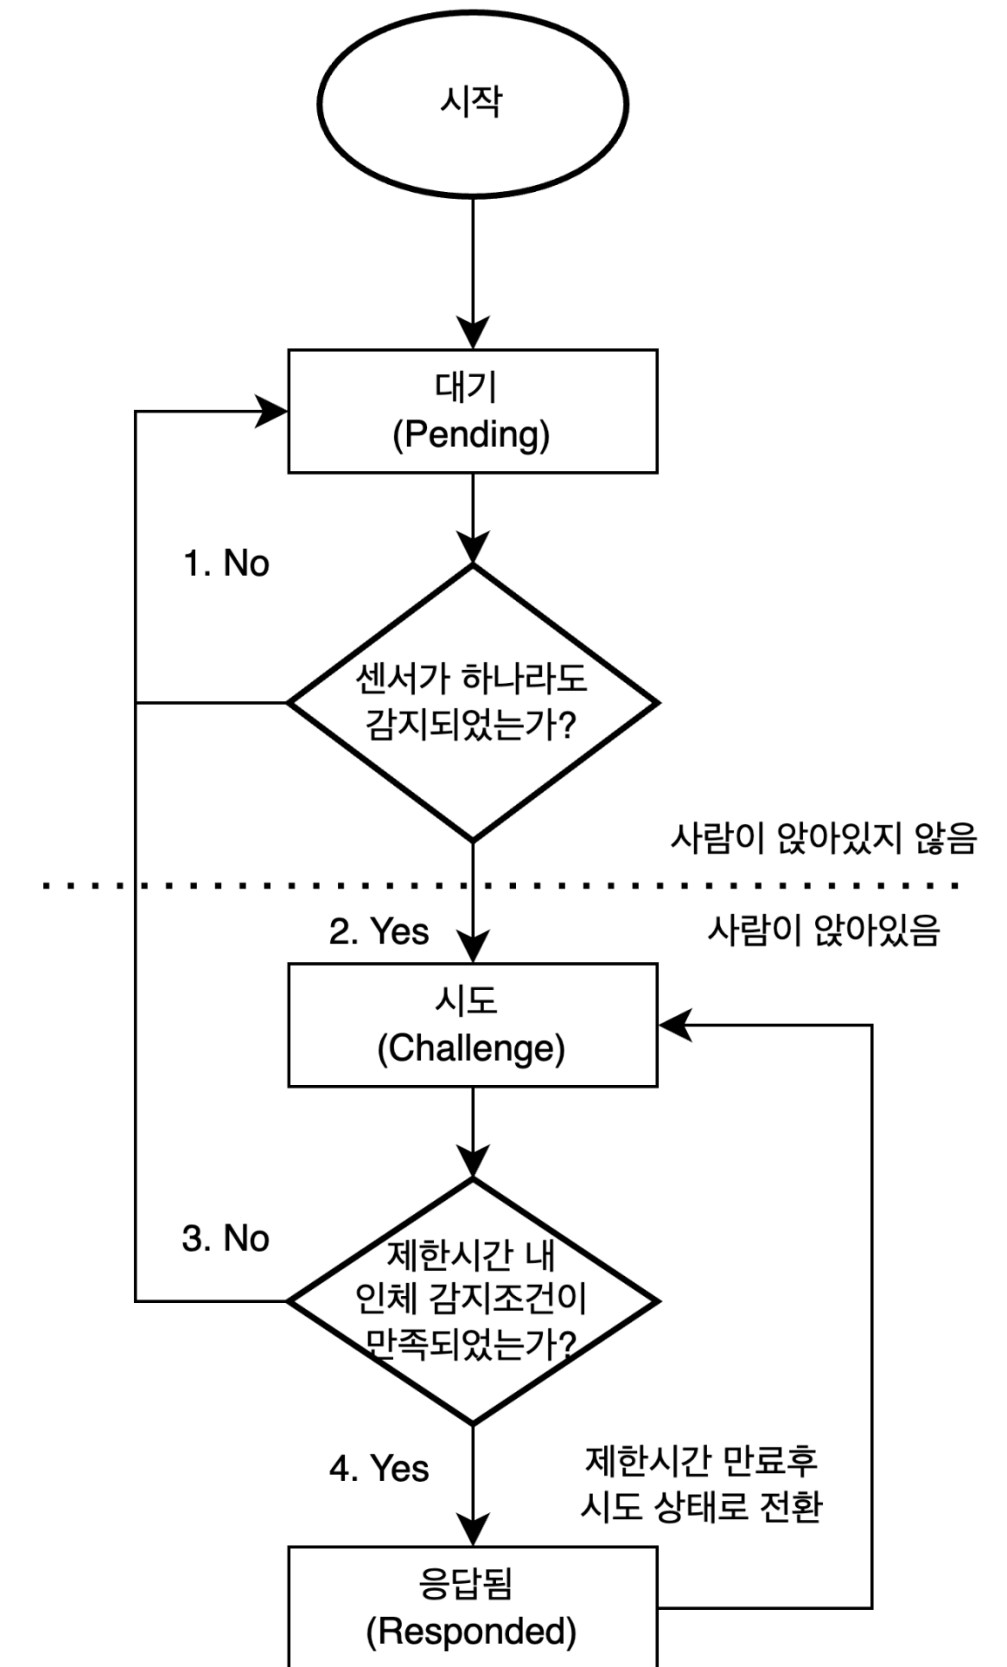 시작
대기
(Pending)
1. No
센서가 하나라도
감지되었는가?
사람이 앉아있지 않음
2. Yes
사람이 앉아있음
시도
(Challenge)
3. No
제한시간 내
인체 감지조건이
만족되었는가?
4. Yes
제한시간 만료후
시도 상태로 전환
응답됨
(Responded)